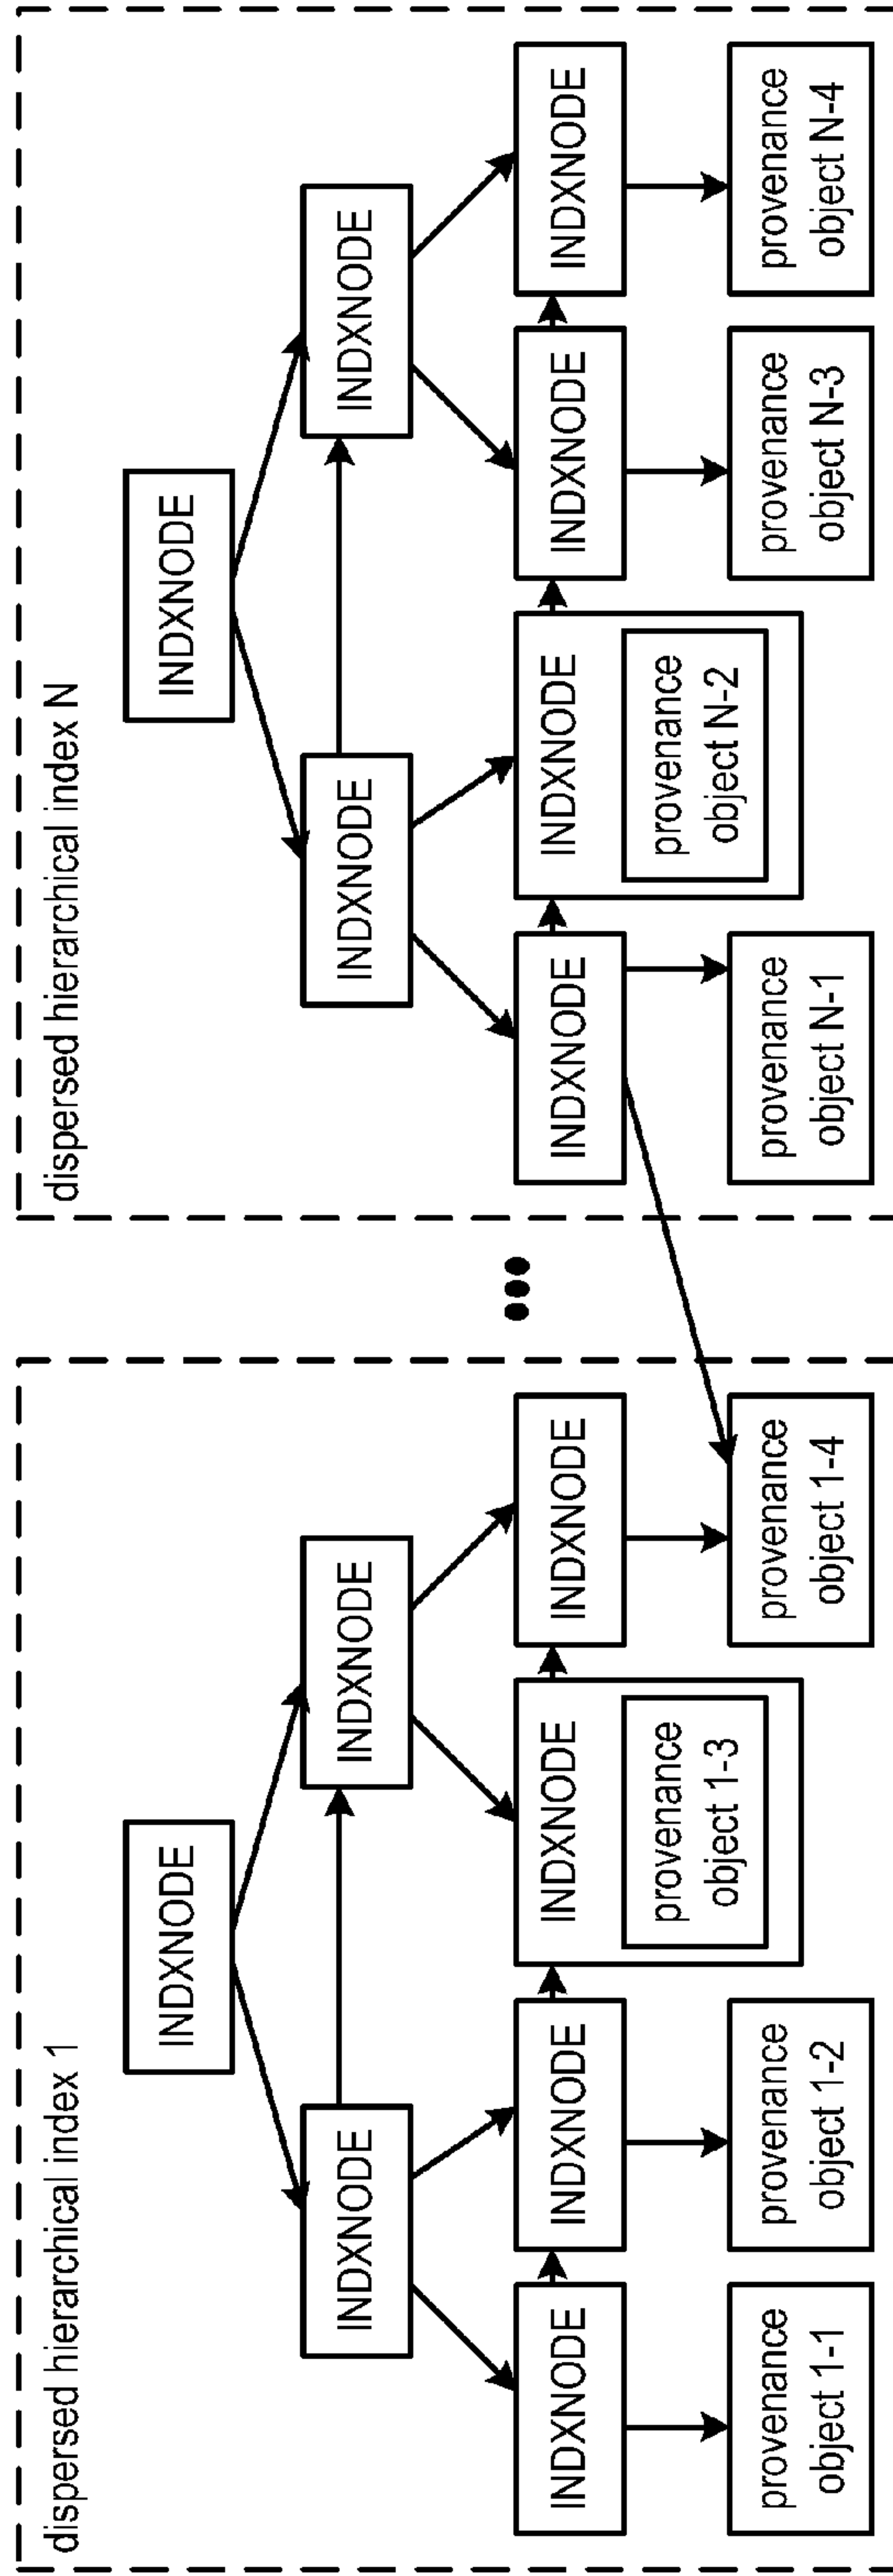 dispersed hierarchical index 1
INDXNODE
INDXNODE
INDXNODE
INDXNODE
INDXNODE
INDXNODE
INDXNODE
provenance
object 1-1
provenance
object 1-2
provenance
object 1-3
provenance
object 1-4
dispersed hierarchical index N
INDXNODE
INDXNODE
INDXNODE
INDXNODE
INDXNODE
INDXNODE
INDXNODE
provenance
object N-1
provenance
object N-2
provenance
object N-3
provenance
object N-4